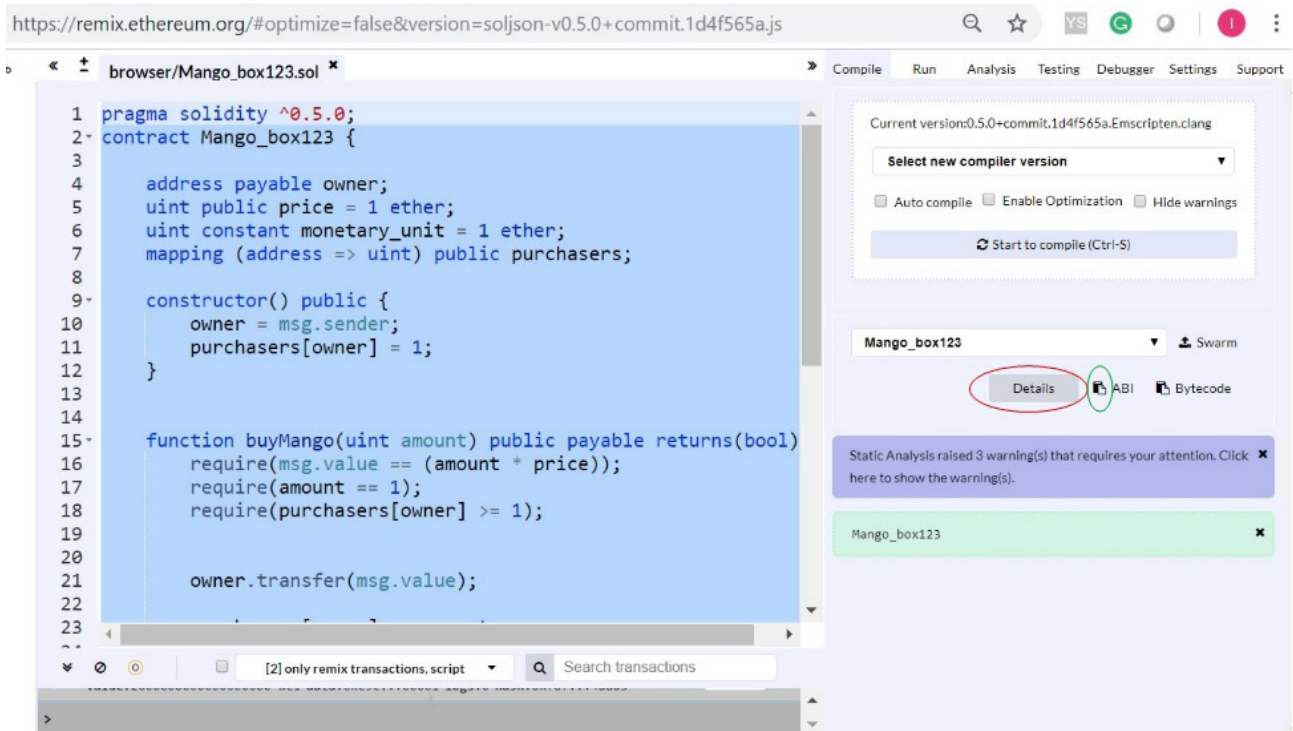 https://remix.ethereum.org/#optimize=false&version=soljson-v0.5.0+commit.1d4f565a.js
YS
G
I
browser/Mango_box123.sol
1 pragma solidity ^0.5.0;
2 contract Mango_box123 {
3
4 address payable owner;
5 uint public price = 1 ether;
6 uint constant monetary_unit = 1 ether;
7 mapping (address => uint) public purchasers;
8
9 constructor() public {
10 owner = msg.sender;
11 purchasers[owner] = 1;
12 }
13
14
15 function buyMango(uint amount) public payable returns(bool)
16 require(msg.value == (amount * price));
17 require(amount == 1);
18 require(purchasers[owner] >= 1);
19
20
21 owner.transfer(msg.value);
22
23
0
[2] only remix transactions, script
Search transactions
>
Compile Run Analysis Testing Debugger Settings Support
Current version:0.5.0+commit.1d4f565a.Emscripten.clang
Select new compiler version
Auto compile Enable Optimization Hide warnings
Start to compile (Ctrl-S)
Mango_box123 Swarm
Details ABI Bytecode
Static Analysis raised 3 warning(s) that requires your attention. Click
here to show the warning(s).
Mango_box123